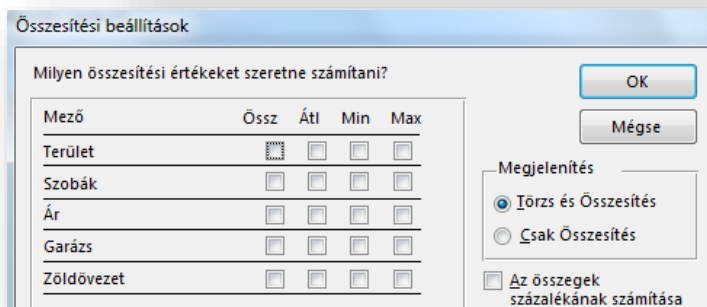 Összesítési beállítások
Milyen összesítési értékeket szeretne számítani?
OK
Mező Össz Átl Min Max
Mégse
Terület
Szobák
Ár
Garázs
Zöldövezet
Megjelenítés
Törzs és Összesítés
Csak Összesítés
Az összegek
százalékának számítása